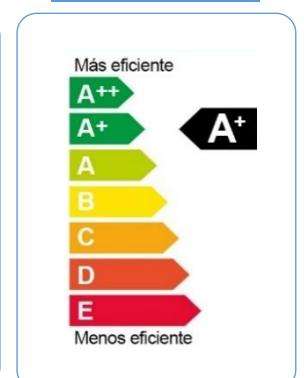 Más eficiente
A++
A+ A+
A
B
C
D
E
Menos eficiente